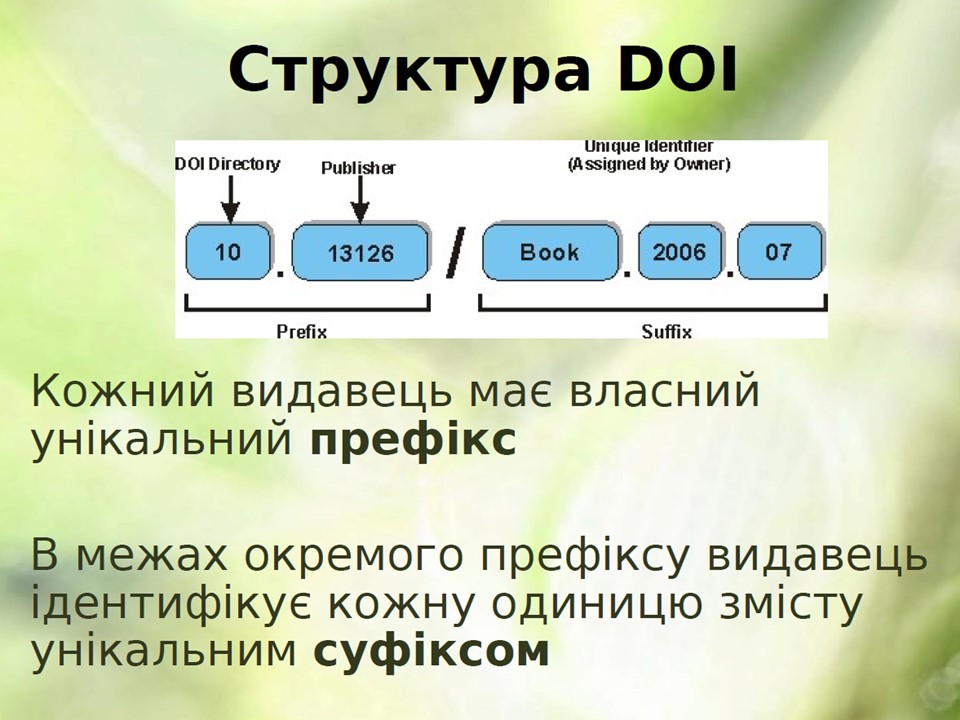 Структура DOI
Unique Identifier
DOI Directory Publisher (Assigned by Owner)
10 . 13126 / Book . 2006 . 07
Prefix Suffix
Кожний видавець має власний
унікальний префікс
В межах окремого префіксу видавець
ідентифікує кожну одиницю змісту
унікальним суфіксом